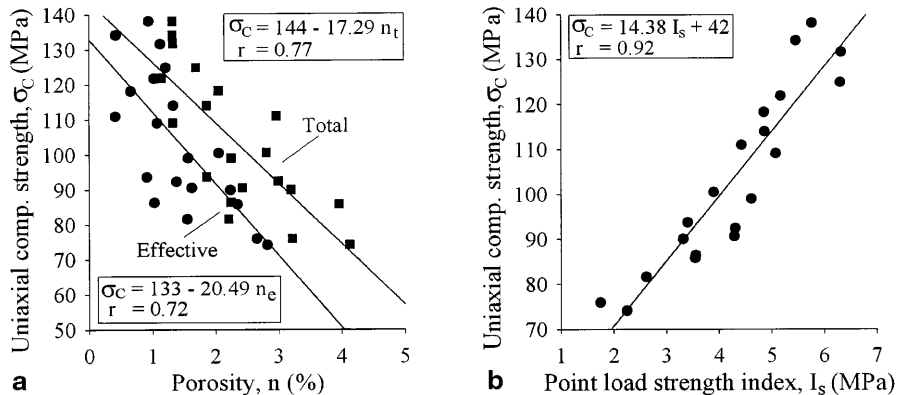 Uniaxial comp. strength, σC (MPa)
140
130
120
110
100
90
80
70
60
50
σC = 144 - 17.29 nt
r = 0.77
Total
Effective
σC = 133 - 20.49 ne
r = 0.72
0 1 2 3 4 5
Porosity, n (%)
a
Uniaxial comp. strength, σC (MPa)
140
130
120
110
100
90
80
70
σC = 14.38 Is + 42
r = 0.92
1 2 3 4 5 6 7
Point load strength index, Is (MPa)
b